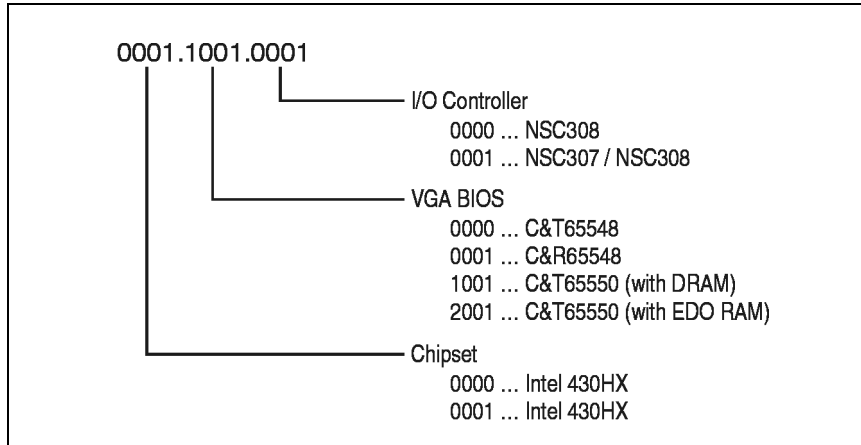 0001.1001.0001
I/O Controller
0000 ... NSC308
0001 ... NSC307 / NSC308
VGA BIOS
0000 ... C&T65548
0001 ... C&R65548
1001 ... C&T65550 (with DRAM)
2001 ... C&T65550 (with EDO RAM)
Chipset
0000 ... Intel 430HX
0001 ... Intel 430HX